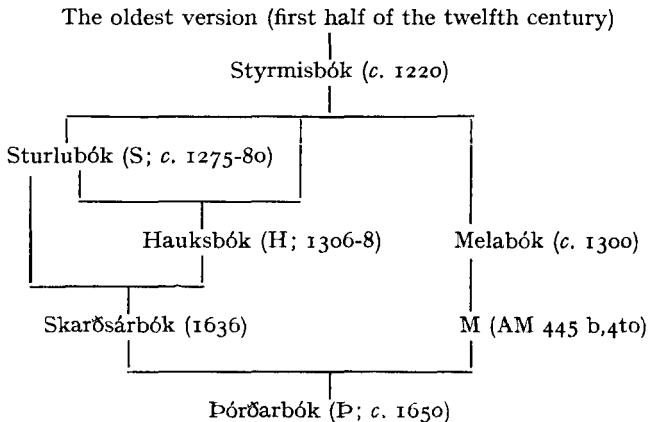 The oldest version (first half of the twelfth century)
Styrmisbók (c. 1220)
Sturlubók (S; c. 1275-80)
Hauksbók (H; 1306-8) Melabók (c. 1300)
Skarðsárbók (1636) M (AM 445 b,4to)
Þórðarbók (Þ; c. 1650)